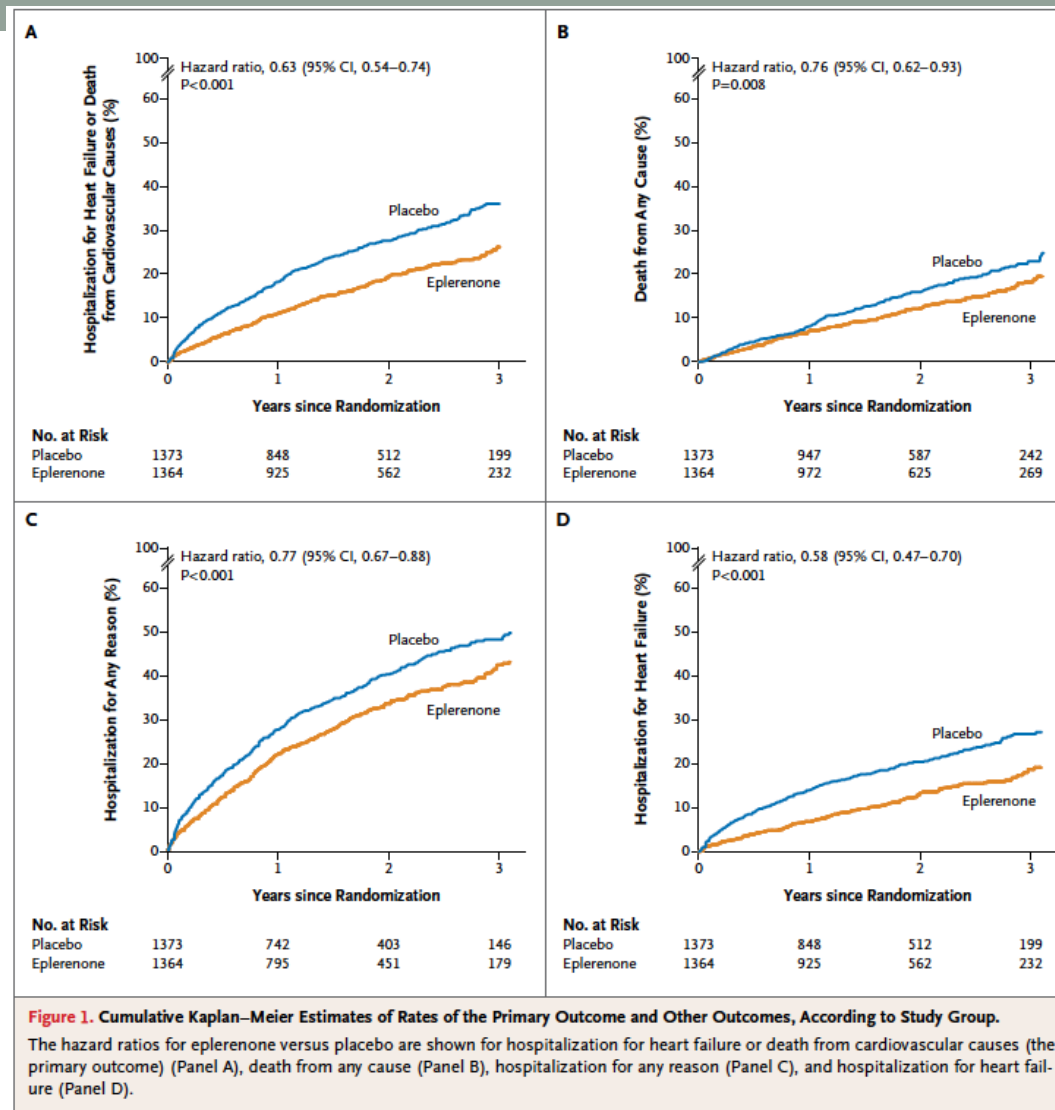 A
Hospitalization for Heart Failure or Death
from Cardiovascular Causes (%)
100
60
50
40
30
20
10
0
Hazard ratio, 0.63 (95% CI, 0.54–0.74)
P<0.001
Placebo
Eplerenone
0 1 2 3
Years since Randomization
No. at Risk
Placebo 1373 848 512 199
Eplerenone 1364 925 562 232
B
Death from Any Cause (%)
100
60
50
40
30
20
10
0
Hazard ratio, 0.76 (95% CI, 0.62–0.93)
P=0.008
Placebo
Eplerenone
0 1 2 3
Years since Randomization
No. at Risk
Placebo 1373 947 587 242
Eplerenone 1364 972 625 269
C
Hospitalization for Any Reason (%)
100
60
50
40
30
20
10
0
Hazard ratio, 0.77 (95% CI, 0.67–0.88)
P<0.001
Placebo
Eplerenone
0 1 2 3
Years since Randomization
No. at Risk
Placebo 1373 742 403 146
Eplerenone 1364 795 451 179
D
Hospitalization for Heart Failure (%)
100
60
50
40
30
20
10
0
Hazard ratio, 0.58 (95% CI, 0.47–0.70)
P<0.001
Placebo
Eplerenone
0 1 2 3
Years since Randomization
No. at Risk
Placebo 1373 848 512 199
Eplerenone 1364 925 562 232
Figure 1. Cumulative Kaplan–Meier Estimates of Rates of the Primary Outcome and Other Outcomes, According to Study Group.
The hazard ratios for eplerenone versus placebo are shown for hospitalization for heart failure or death from cardiovascular causes (the
primary outcome) (Panel A), death from any cause (Panel B), hospitalization for any reason (Panel C), and hospitalization for heart fail-
ure (Panel D).